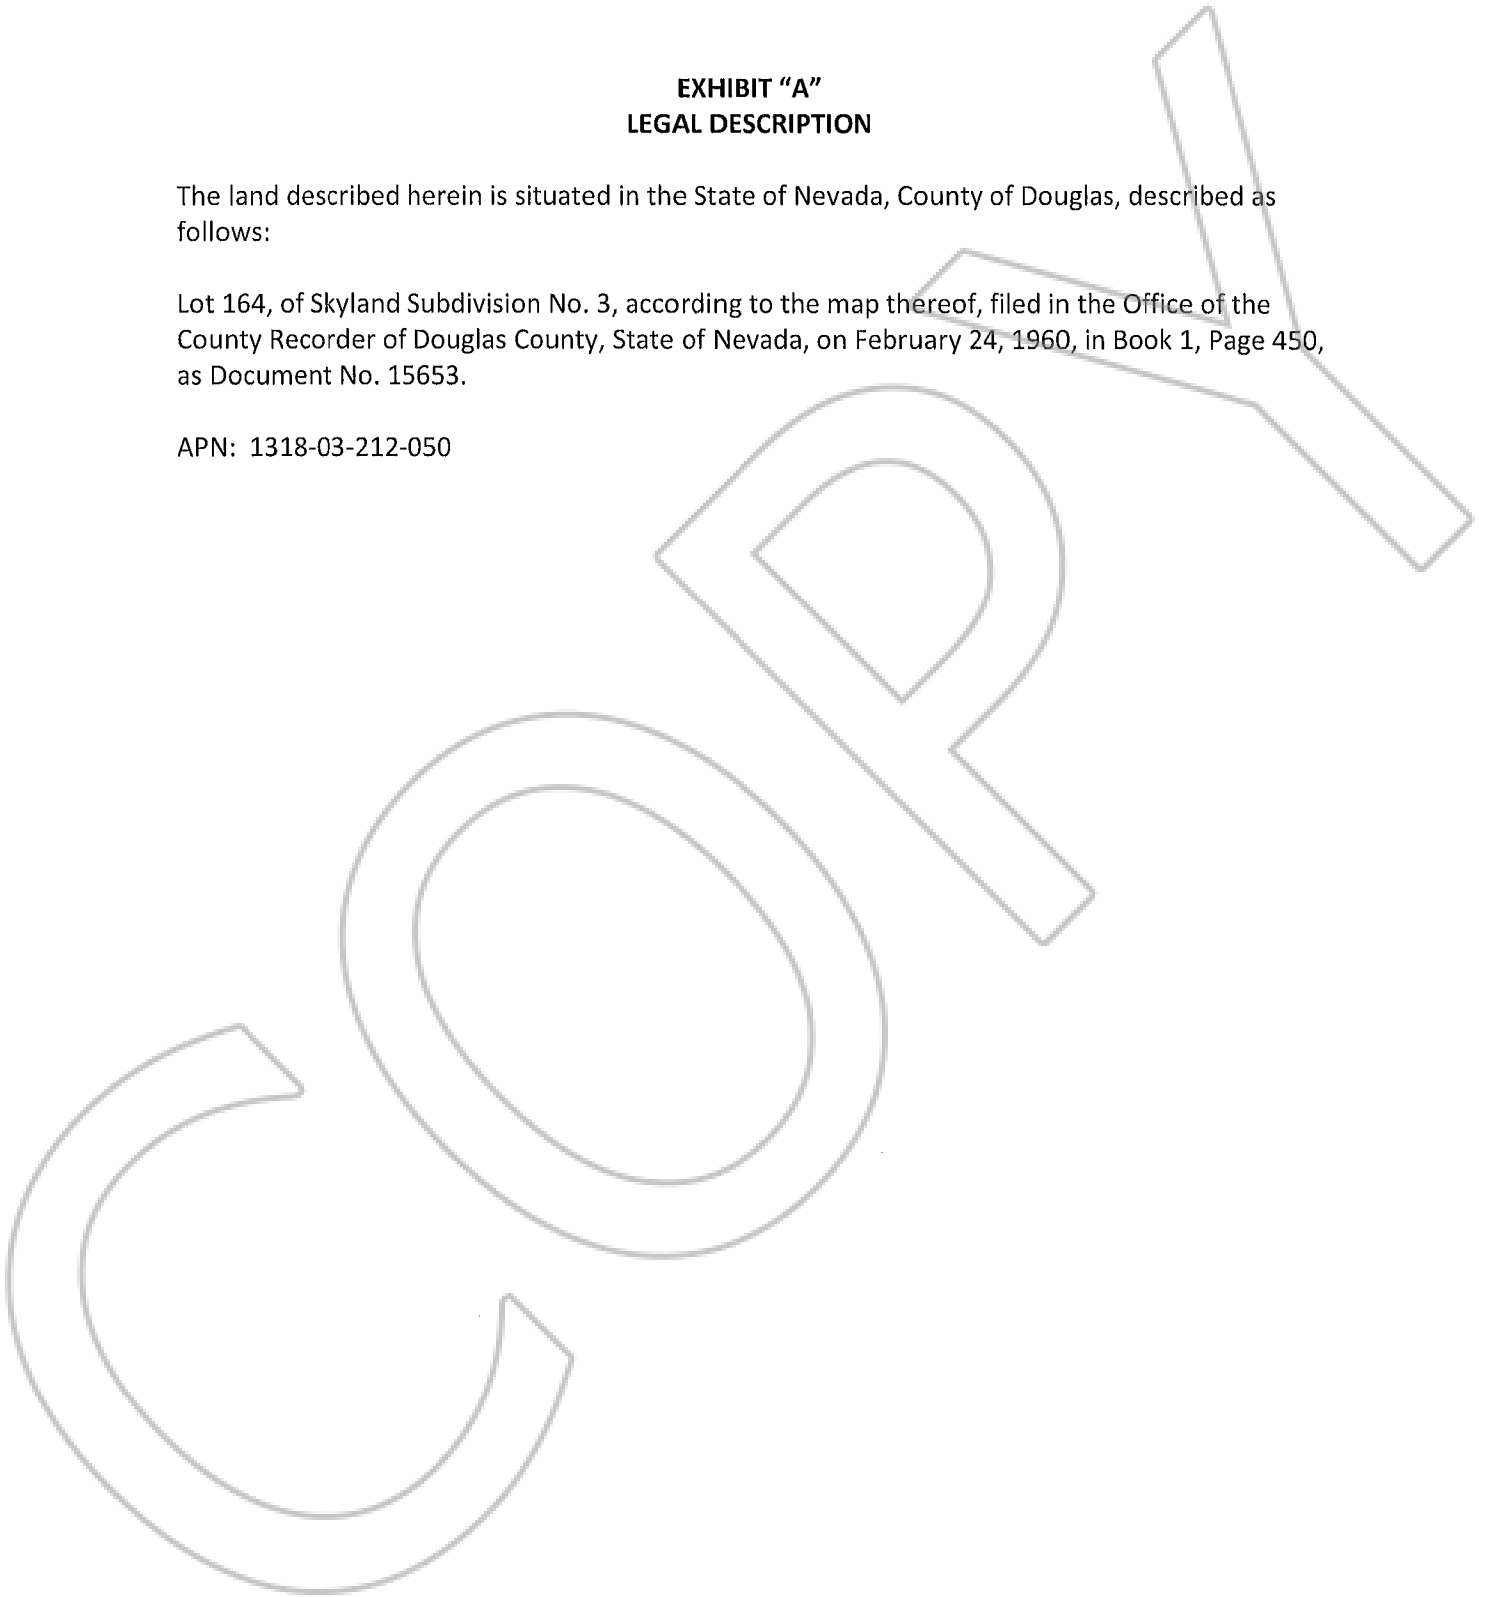 EXHIBIT “A”
LEGAL DESCRIPTION
The land described herein is situated in the State of Nevada, County of Douglas, described as
follows:
Lot 164, of Skyland Subdivision No. 3, according to the map thereof, filed in the Office of the
County Recorder of Douglas County, State of Nevada, on February 24, 1960, in Book 1, Page 450,
as Document No. 15653.
APN:  1318-03-212-050
COPY